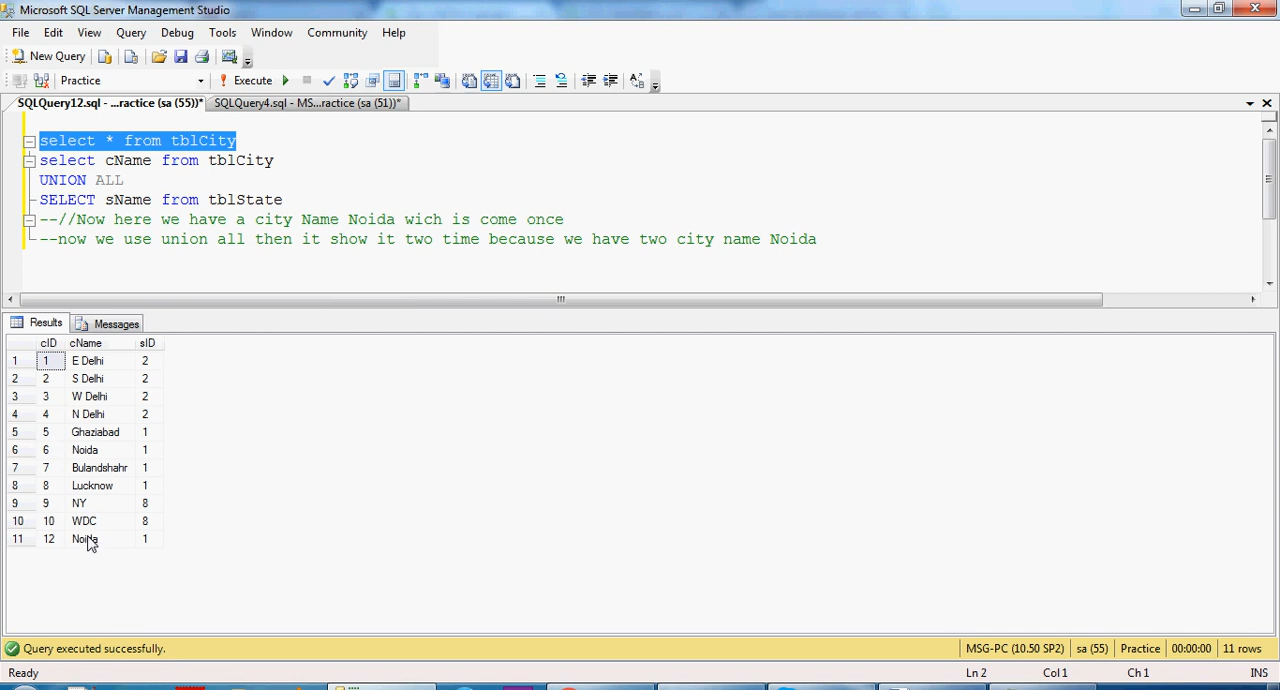 Microsoft SQL Server Management Studio
File Edit View Query Debug Tools Window Community Help
New Query
Practice Execute
SQLQuery12.sql - ...ractice (sa (55))* SQLQuery4.sql - MS...ractice (sa (51))*
select * from tblCity
select cName from tblCity
UNION ALL
SELECT sName from tblState
--//Now here we have a city Name Noida wich is come once
--now we use union all then it show it two time because we have two city name Noida
Results Messages
cID cName sID
1 1 E Delhi 2
2 2 S Delhi 2
3 3 W Delhi 2
4 4 N Delhi 2
5 5 Ghaziabad 1
6 6 Noida 1
7 7 Bulandshahr 1
8 8 Lucknow 1
9 9 NY 8
10 10 WDC 8
11 12 Noida 1
Query executed successfully. MSG-PC (10.50 SP2) sa (55) Practice 00:00:00 11 rows
Ready Ln 2 Col 1 Ch 1 INS